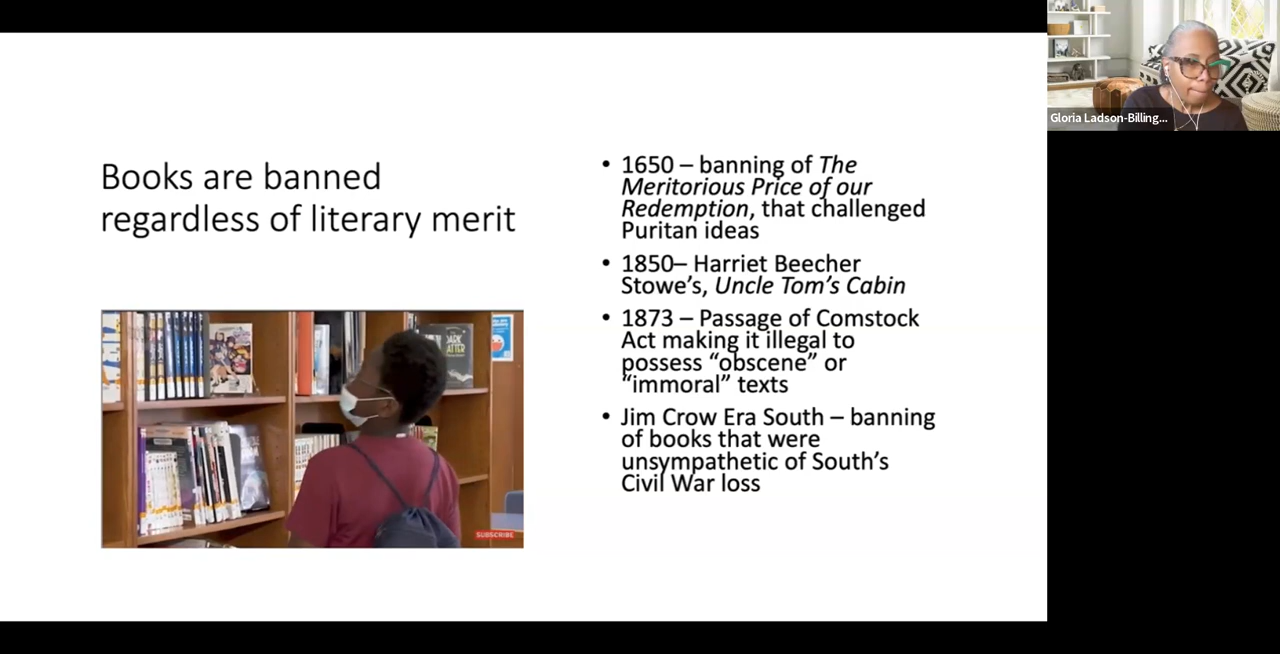 Gloria Ladson-Billing...
Books are banned
regardless of literary merit
• 1650 – banning of The
Meritorious Price of our
Redemption, that challenged
Puritan ideas
• 1850– Harriet Beecher
Stowe's, Uncle Tom's Cabin
• 1873 – Passage of Comstock
Act making it illegal to
possess “obscene” or
“immoral” texts
• Jim Crow Era South – banning
of books that were
unsympathetic of South's
Civil War loss
DARK
SUBSCRIBE